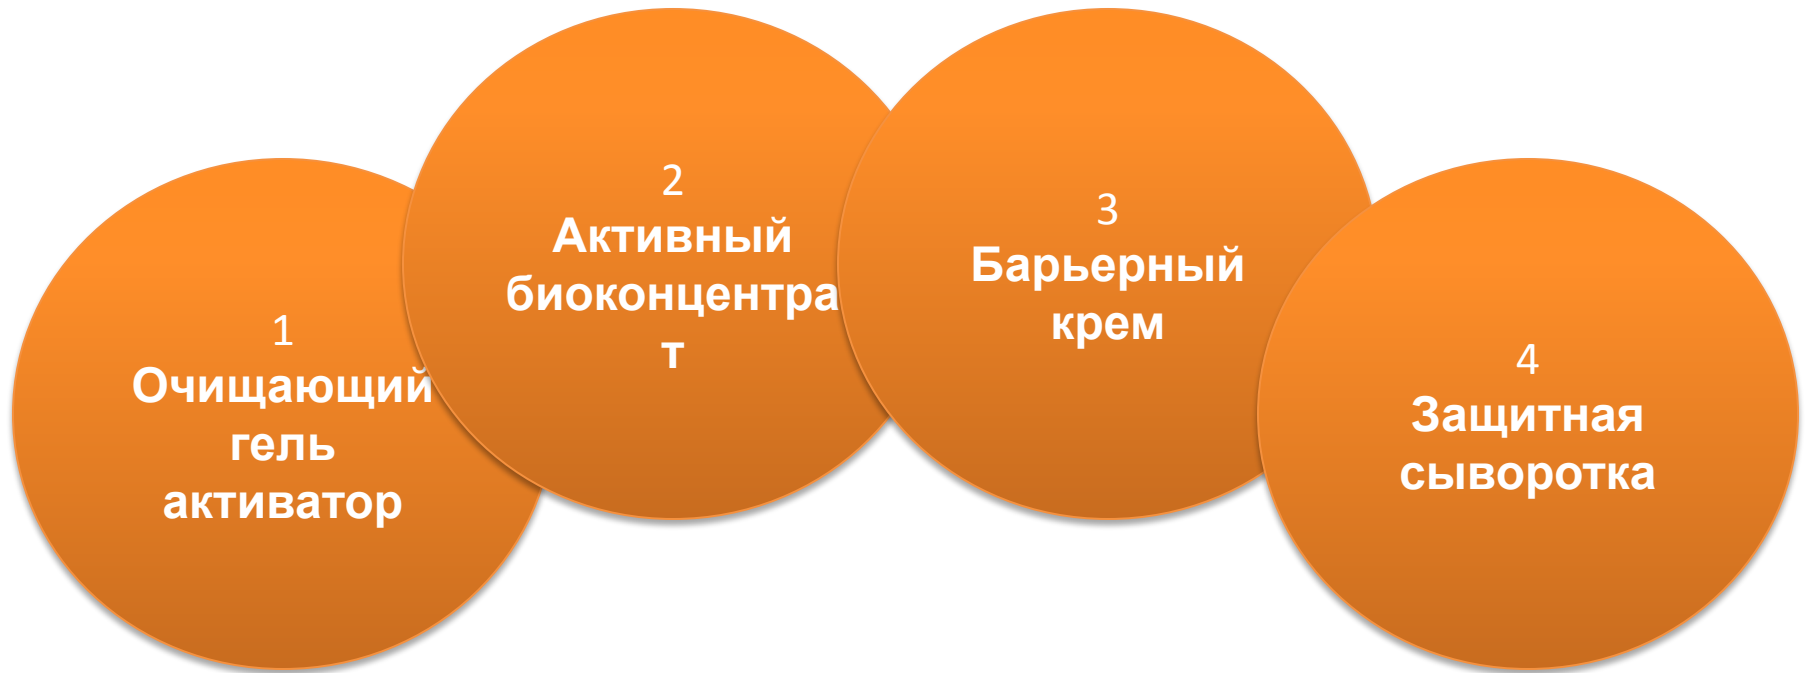 1
Очищающий
гель
активатор
2
Активный
биоконцентра
т
3
Барьерный
крем
4
Защитная
сыворотка